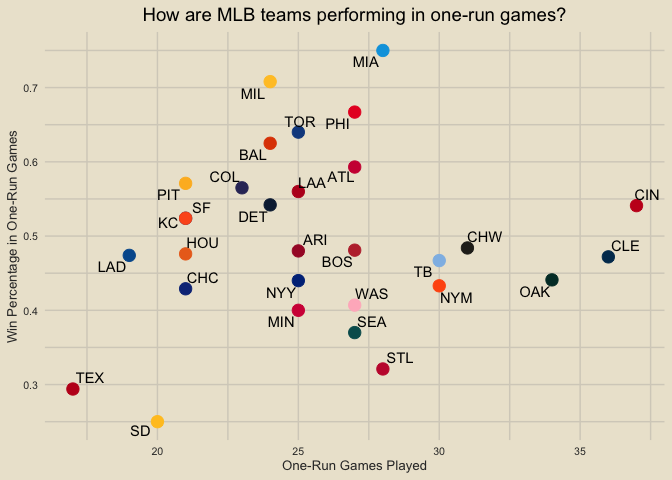 How are MLB teams performing in one-run games?
Win Percentage in One-Run Games
MIA
0.7
MIL
TOR
PHI
BAL
0.6
COL
LAA
ATL
PIT
SF
DET
CIN
KC
0.5
HOU
ARI
CHW
CLE
LAD
BOS
TB
CHC
NYY
WAS
NYM
OAK
0.4
MIN
SEA
STL
TEX
0.3
SD
20
25
30
35
One-Run Games Played